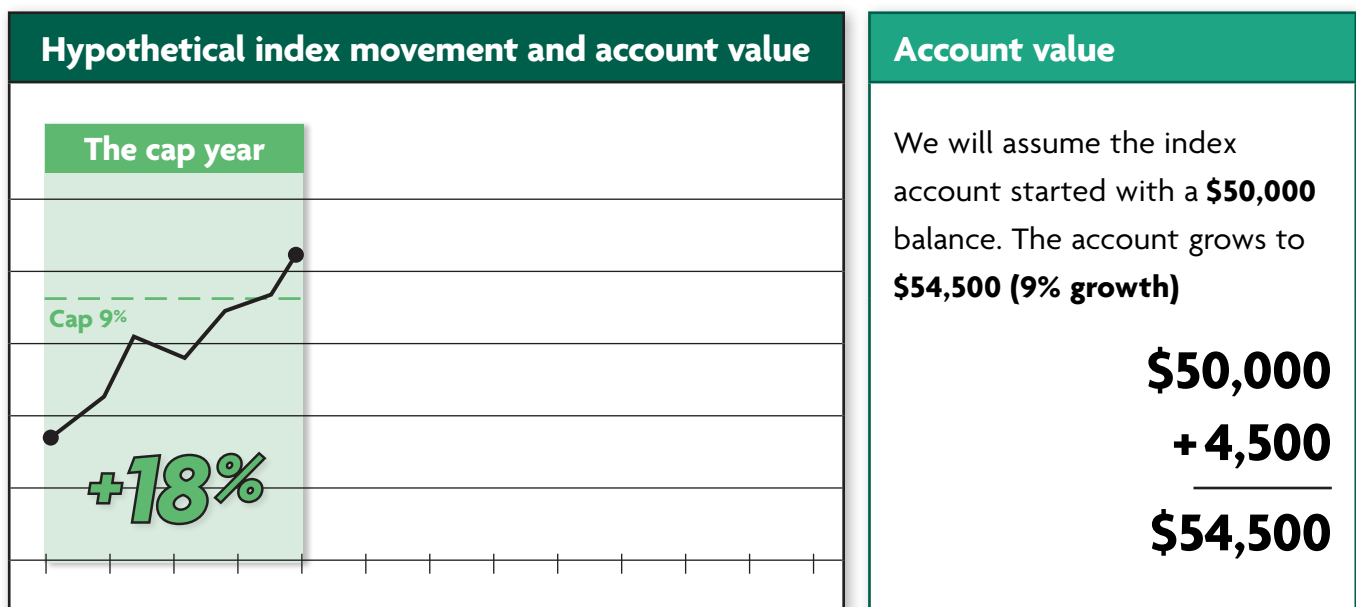 Hypothetical index movement and account value
The cap year
Cap 9%
+18%
Account value
We will assume the index
account started with a $50,000
balance. The account grows to
$54,500 (9% growth)
$50,000
+4,500
$54,500